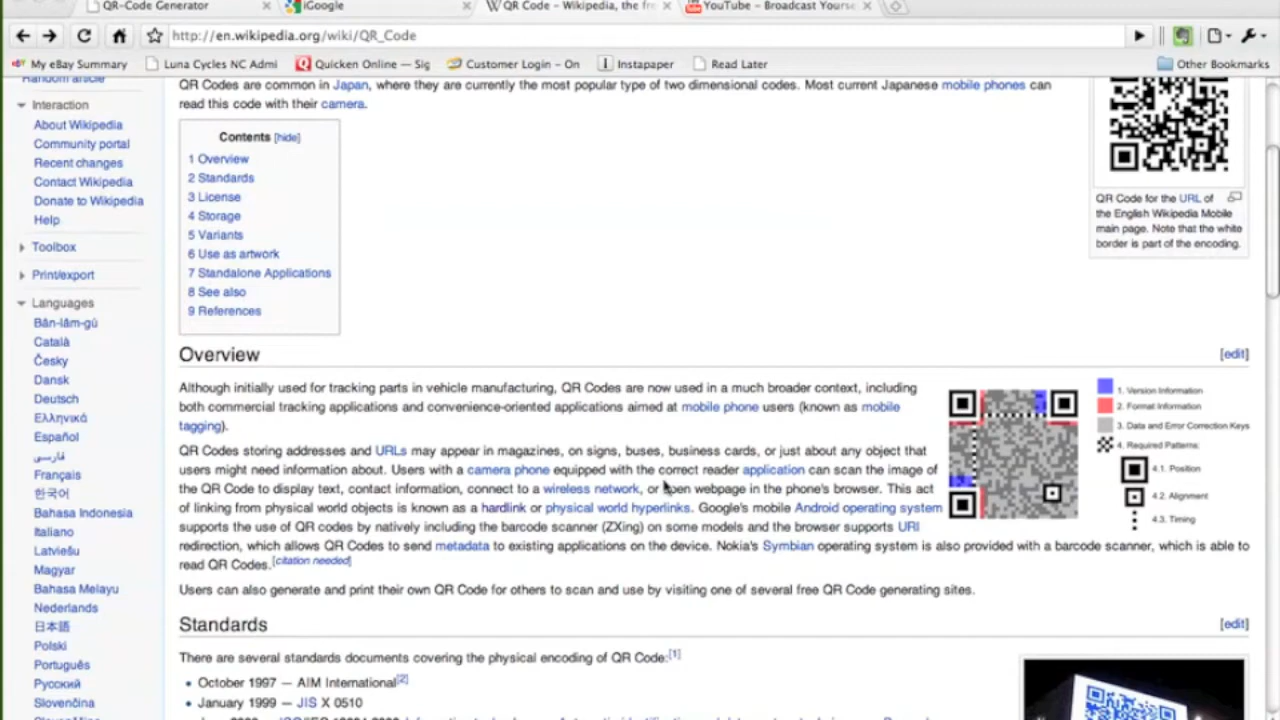 QR-Code Generator
iGoogle
QR Code – Wikipedia, the fr
YouTube – Broadcast Yourse
http://en.wikipedia.org/wiki/QR_Code
My eBay Summary
Luna Cycles NC Admi
Quicken Online — Sig
Customer Login – On
Instapaper
Read Later
Other Bookmarks
Random article
Interaction
About Wikipedia
Community portal
Recent changes
Contact Wikipedia
Donate to Wikipedia
Help
Toolbox
Print/export
Languages
Bân-lâm-gú
Català
Česky
Dansk
Deutsch
Ελληνικά
Español
فارسی
Français
한국어
Bahasa Indonesia
Italiano
Latviešu
Magyar
Bahasa Melayu
Nederlands
日本語
Polski
Português
Русский
Slovenčina
QR Codes are common in Japan, where they are currently the most popular type of two dimensional codes. Most current Japanese mobile phones can
read this code with their camera.
Contents [hide]
1 Overview
2 Standards
3 License
4 Storage
5 Variants
6 Use as artwork
7 Standalone Applications
8 See also
9 References
QR Code for the URL of
the English Wikipedia Mobile
main page. Note that the white
border is part of the encoding.
Overview
[edit]
Although initially used for tracking parts in vehicle manufacturing, QR Codes are now used in a much broader context, including
both commercial tracking applications and convenience-oriented applications aimed at mobile phone users (known as mobile
tagging).
QR Codes storing addresses and URLs may appear in magazines, on signs, buses, business cards, or just about any object that
users might need information about. Users with a camera phone equipped with the correct reader application can scan the image of
the QR Code to display text, contact information, connect to a wireless network, or open webpage in the phone's browser. This act
of linking from physical world objects is known as a hardlink or physical world hyperlinks. Google's mobile Android operating system
supports the use of QR codes by natively including the barcode scanner (ZXing) on some models and the browser supports URI
redirection, which allows QR Codes to send metadata to existing applications on the device. Nokia's Symbian operating system is also provided with a barcode scanner, which is able to
read QR Codes.[citation needed]
Users can also generate and print their own QR Code for others to scan and use by visiting one of several free QR Code generating sites.
1. Version Information
2. Format Information
3. Data and Error Correction Keys
4. Required Patterns:
4.1. Position
4.2. Alignment
4.3. Timing
Standards
[edit]
There are several standards documents covering the physical encoding of QR Code:[1]
• October 1997 — AIM International[2]
• January 1999 — JIS X 0510